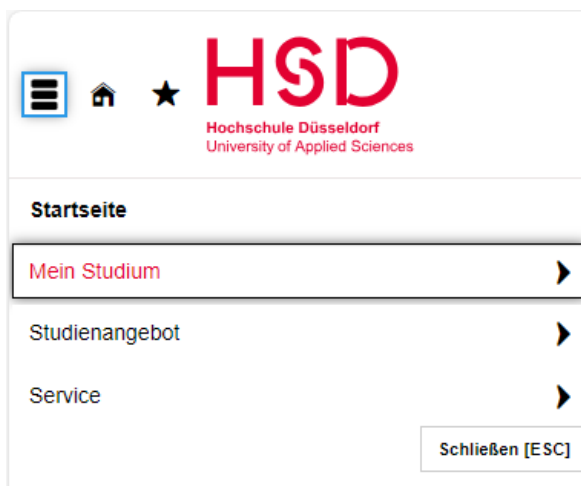 HSD
Hochschule Düsseldorf
University of Applied Sciences
Startseite
Mein Studium
Studienangebot
Service
Schließen [ESC]